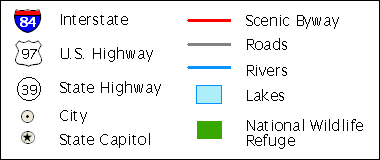 84 Interstate
97 U.S. Highway
39 State Highway
City
State Capitol
Scenic Byway
Roads
Rivers
Lakes
National Wildlife
Refuge